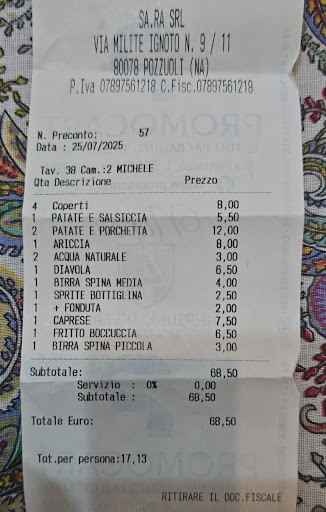 SA.RA SRL
VIA MILITE IGNOTO N. 9 / 11
80078 POZZUOLI (NA)
P.Iva 07897561218 C.Fisc.07897561218
N. Preconto: 57
Data : 25/07/2025
Tav. 38 Cam.:2 MICHELE
Qta Descrizione Prezzo
4 Coperti 8,00
1 PATATE E SALSICCIA 5,50
2 PATATE E PORCHETTA 12,00
1 ARICCIA 8,00
2 ACQUA NATURALE 3,00
1 DIAVOLA 6,50
1 BIRRA SPINA MEDIA 4,00
1 SPRITE BOTTIGLINA 2,50
1 + FONDUTA 2,00
1 CAPRESE 7,50
1 FRITTO BOCCUCCIA 6,50
1 BIRRA SPINA PICCOLA 3,00
Subtotale: 68,50
Servizio : 0% 0,00
Subtotale : 68,50
Totale Euro: 68,50
Tot.per persona:17,13
RITIRARE IL DOC.FISCALE